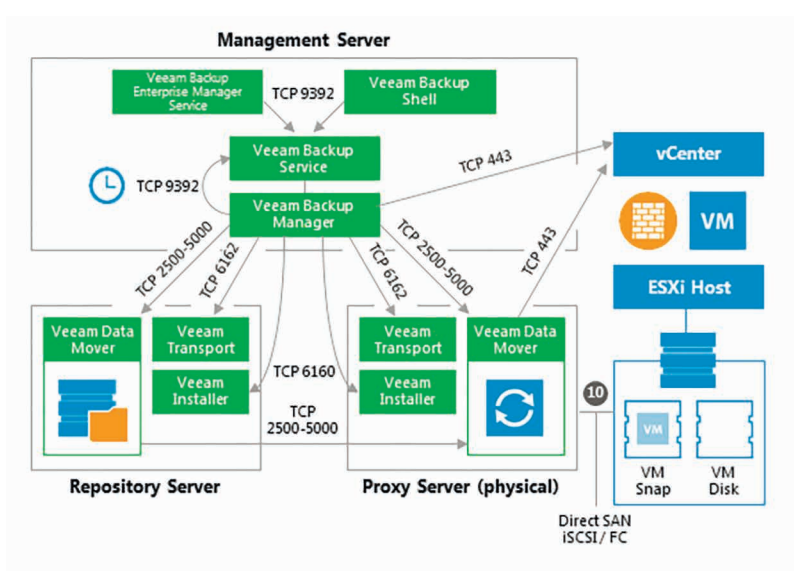 Management Server
Veeam Backup
Enterprise Manager
Service
TCP 9392
Veeam Backup
Shell
Veeam Backup
Service
TCP 9392
Veeam Backup
Manager
TCP 443
vCenter
VM
TCP 2500-5000
TCP 6162
TCP 6162
TCP 2500-5000
TCP 443
ESXi Host
Veeam Data
Mover
Veeam
Transport
Veeam
Installer
TCP 6160
TCP
2500-5000
Veeam
Transport
Veeam
Installer
Veeam Data
Mover
10
VM
VM
Snap
VM
Disk
Repository Server
Proxy Server (physical)
Direct SAN
iSCSI / FC